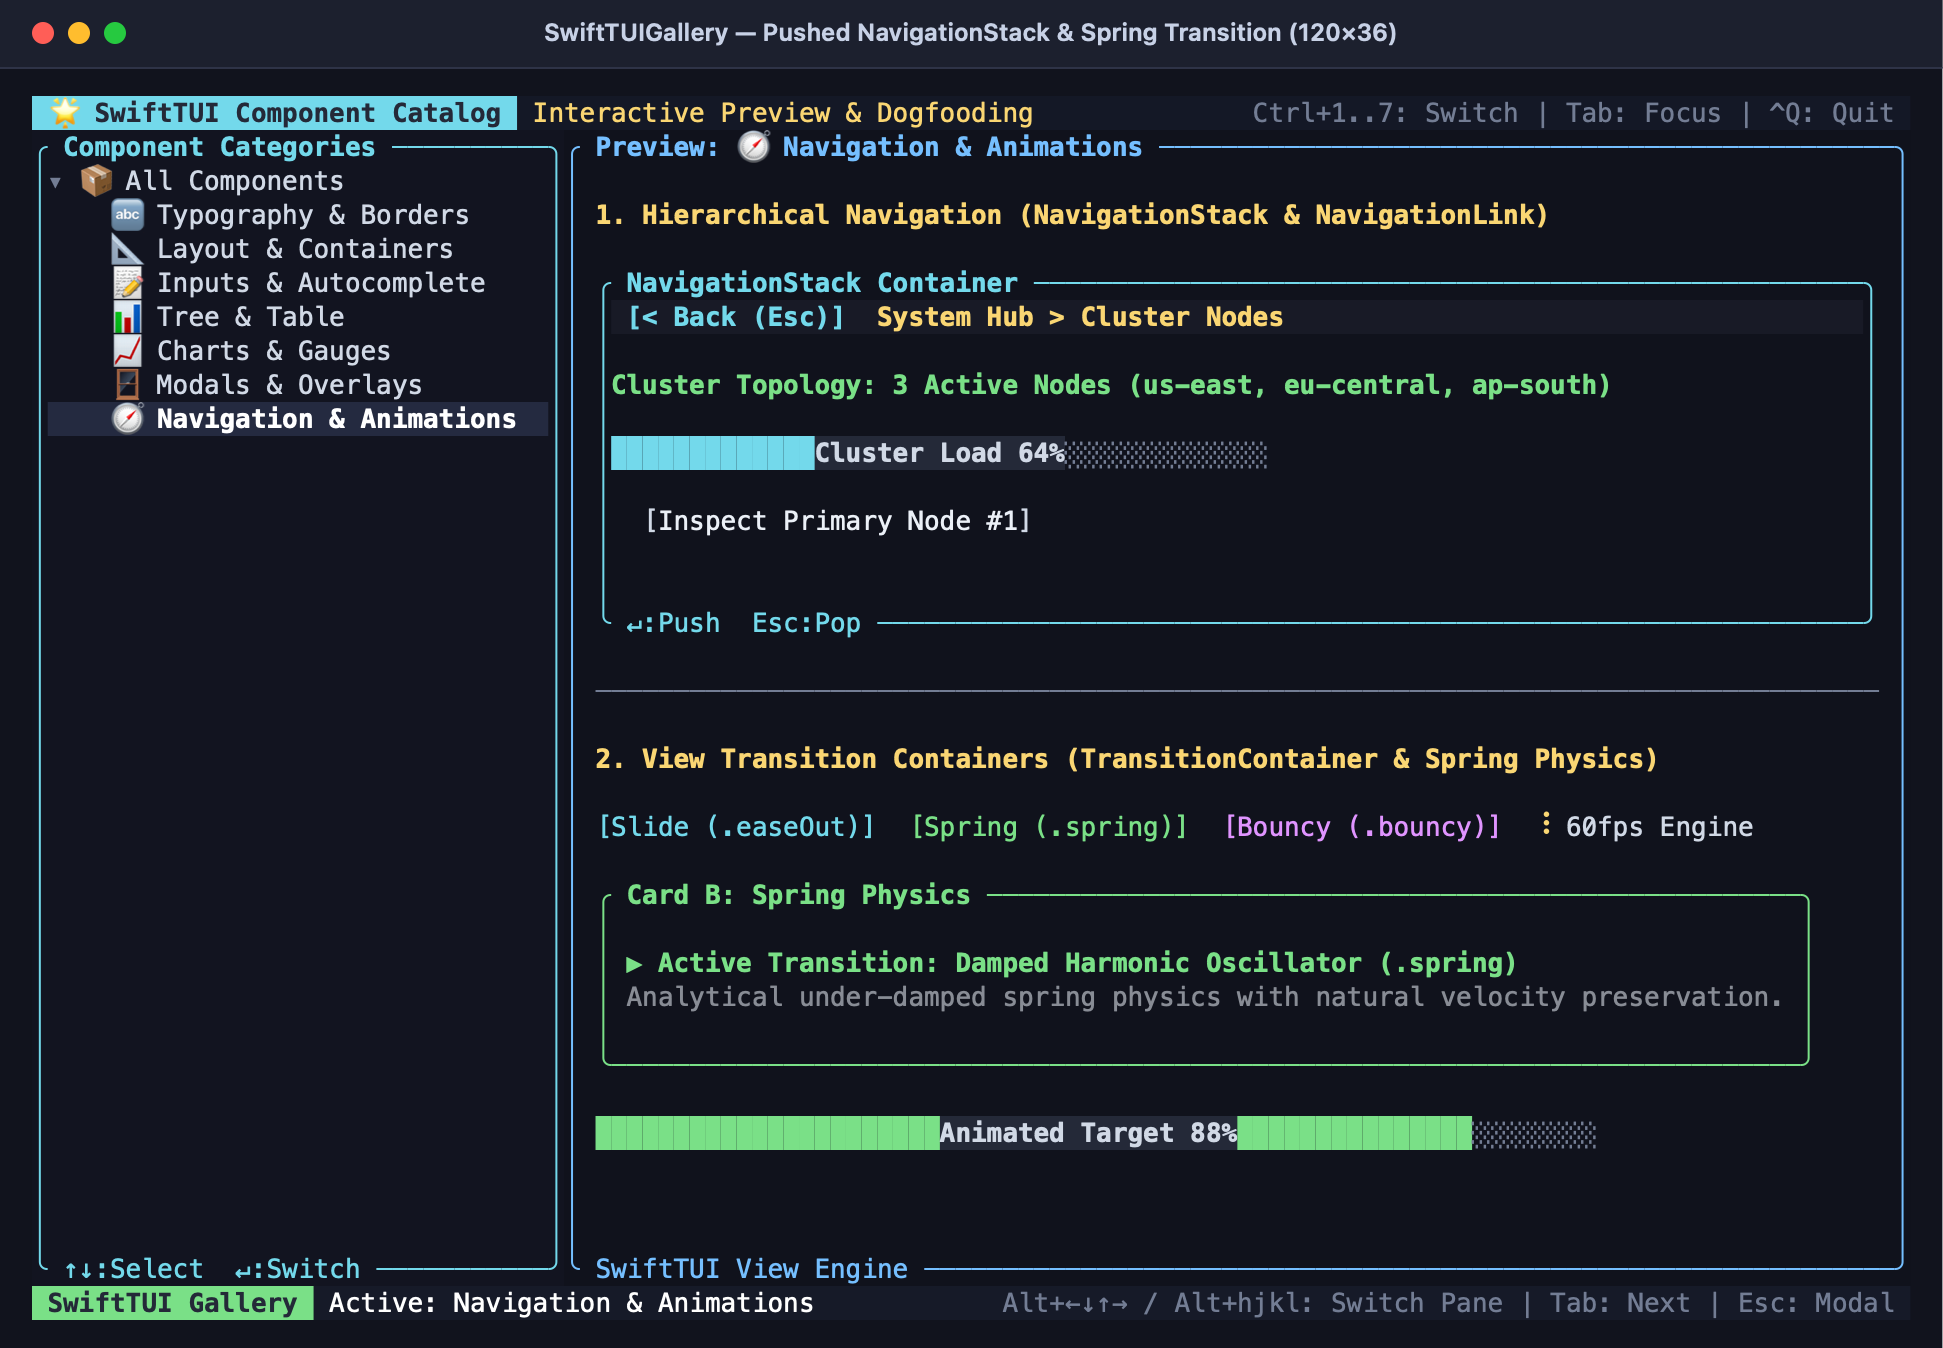 SwiftTUIGallery — Pushed NavigationStack & Spring Transition (120×36)
🌟 SwiftTUI Component Catalog Interactive Preview & Dogfooding Ctrl+1..7: Switch | Tab: Focus | ^Q: Quit
Component Categories
▼ 📦 All Components
🔤 Typography & Borders
📐 Layout & Containers
📝 Inputs & Autocomplete
📊 Tree & Table
📈 Charts & Gauges
🪟 Modals & Overlays
🧭 Navigation & Animations
↑↓:Select ↵:Switch
Preview: 🧭 Navigation & Animations
1. Hierarchical Navigation (NavigationStack & NavigationLink)
NavigationStack Container
[< Back (Esc)] System Hub > Cluster Nodes
Cluster Topology: 3 Active Nodes (us-east, eu-central, ap-south)
Cluster Load 64%
[Inspect Primary Node #1]
↵:Push Esc:Pop
2. View Transition Containers (TransitionContainer & Spring Physics)
[Slide (.easeOut)] [Spring (.spring)] [Bouncy (.bouncy)] ⠇ 60fps Engine
Card B: Spring Physics
▶ Active Transition: Damped Harmonic Oscillator (.spring)
Analytical under-damped spring physics with natural velocity preservation.
Animated Target 88%
SwiftTUI View Engine
SwiftTUI Gallery Active: Navigation & Animations Alt+←↓↑→ / Alt+hjkl: Switch Pane | Tab: Next | Esc: Modal